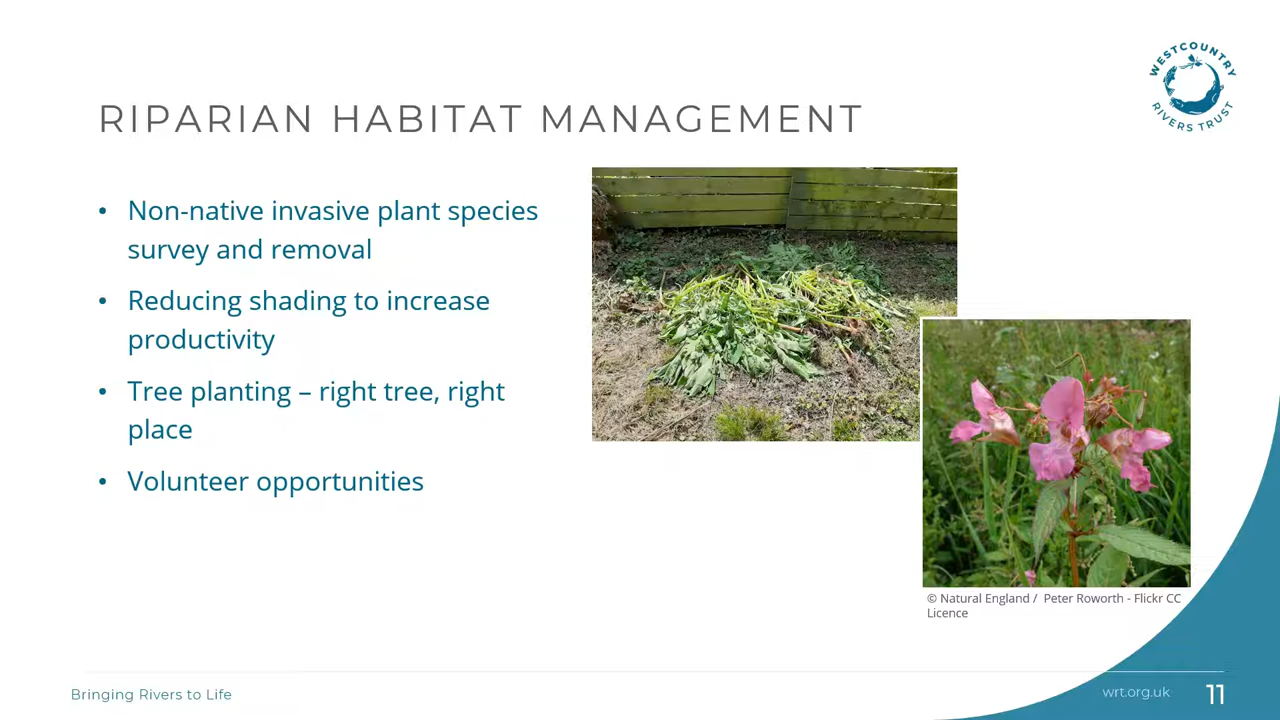 WESTCOUNTRY
RIVERS TRUST
RIPARIAN HABITAT MANAGEMENT
• Non-native invasive plant species
survey and removal
• Reducing shading to increase
productivity
• Tree planting – right tree, right
place
• Volunteer opportunities
© Natural England / Peter Roworth - Flickr CC
Licence
Bringing Rivers to Life
wrt.org.uk
11